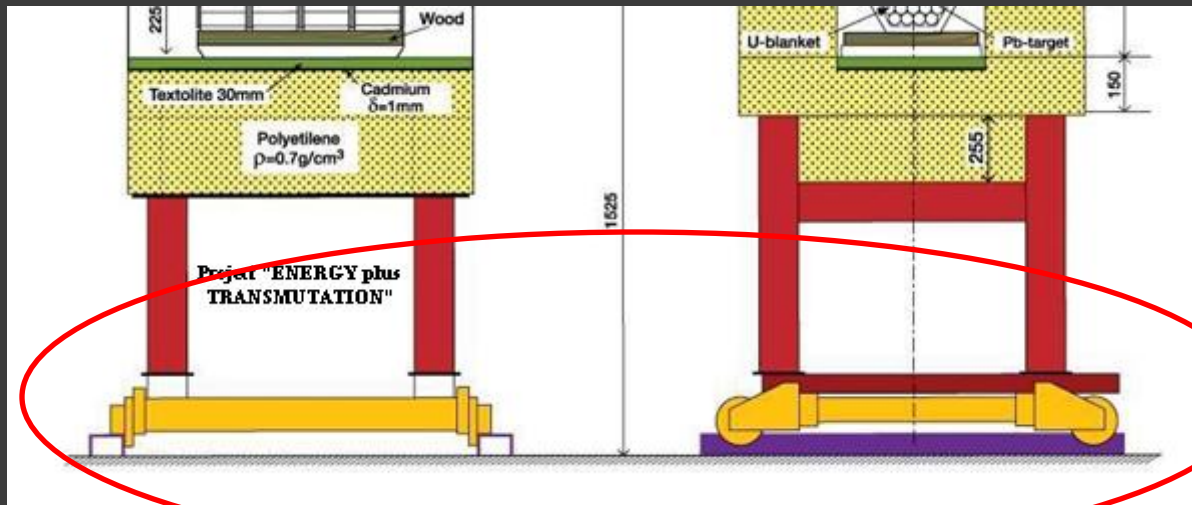 225
Wood
U-blanket
Pb-target
Textolite 30mm
Cadmium
δ=1mm
150
Polyetilene
ρ=0.7g/cm³
255
1525
Project "ENERGY plus
TRANSMUTATION"